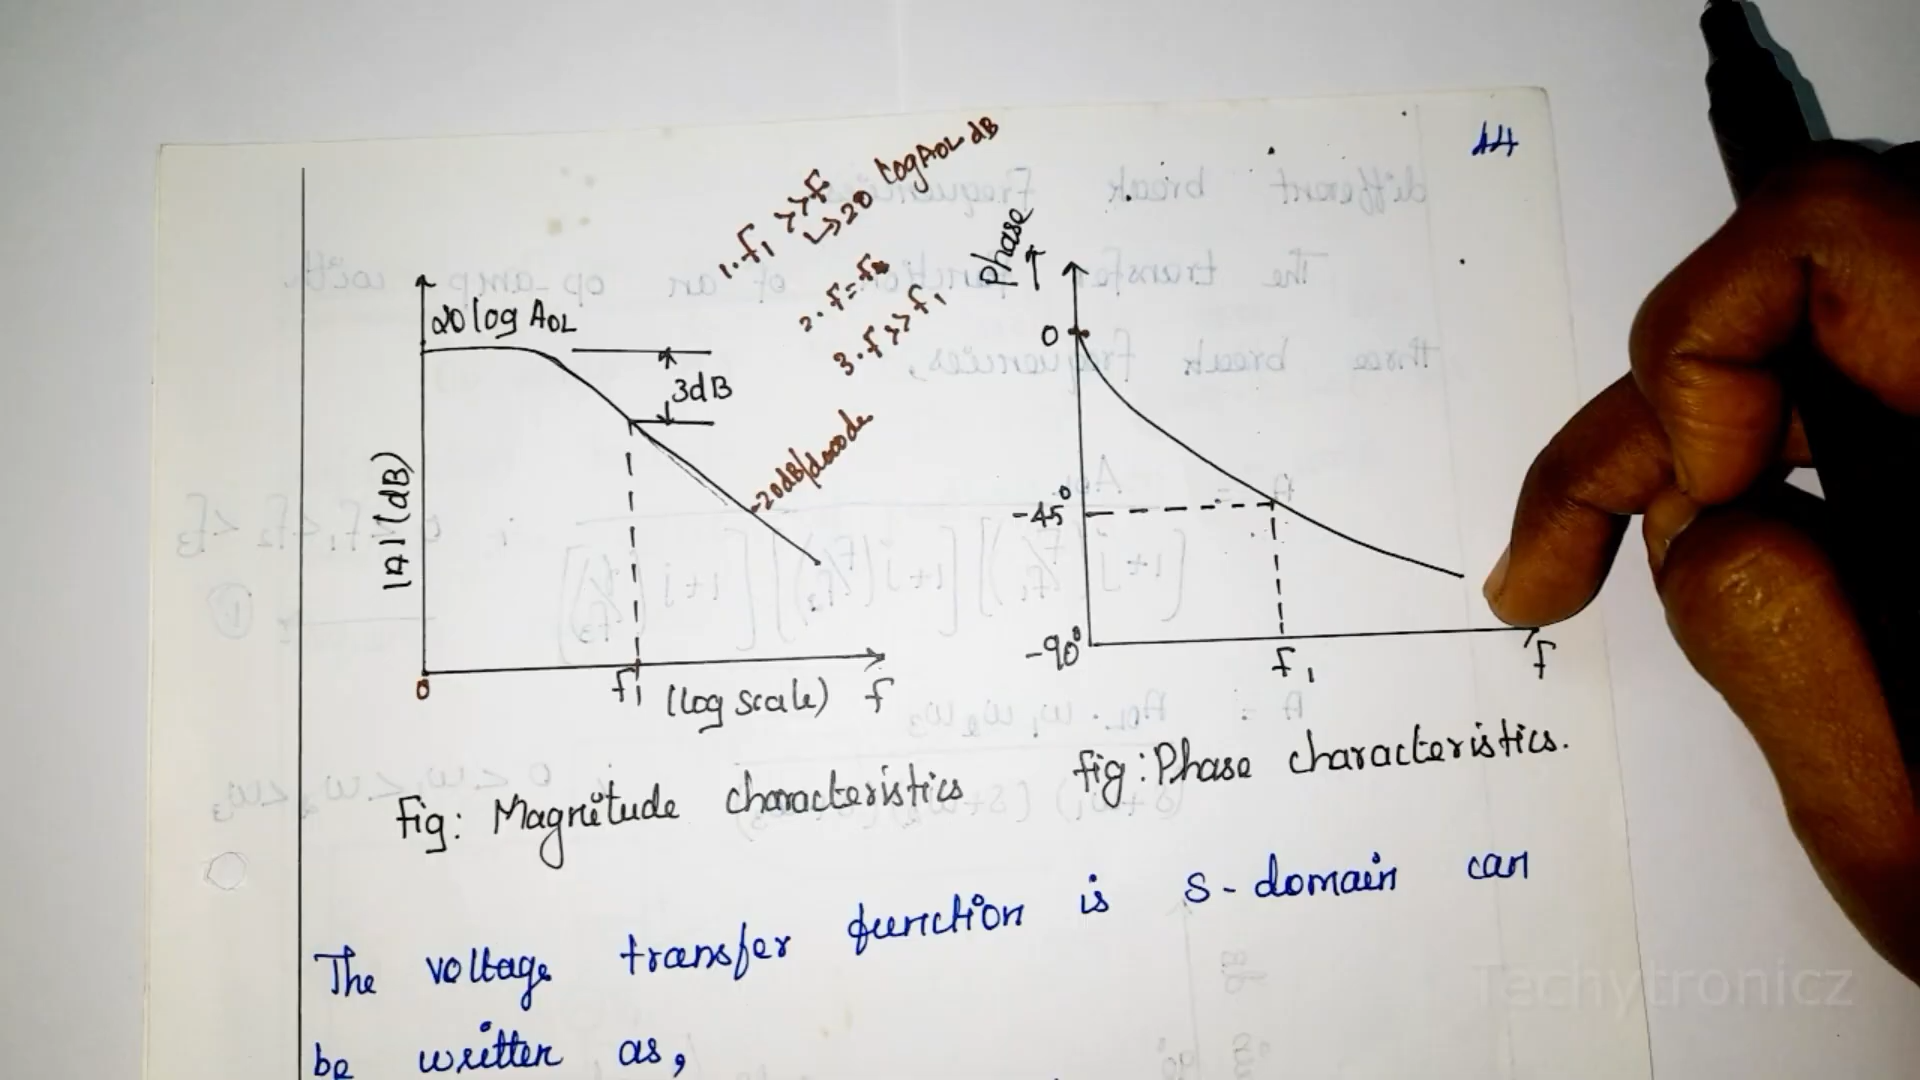 44
1. f1 >> f
↳ 20 log AOL dB
2. f = f1
3. f >> f1
20 log AOL
3dB
-20dB/decade
|A| (dB)
0
f1 (log scale) f
Phase
0
-45°
-90°
f1
f
Fig: Magnitude characteristics
fig: Phase characteristics.
The voltage transfer function is S-domain can
be written as,
Techytronicz